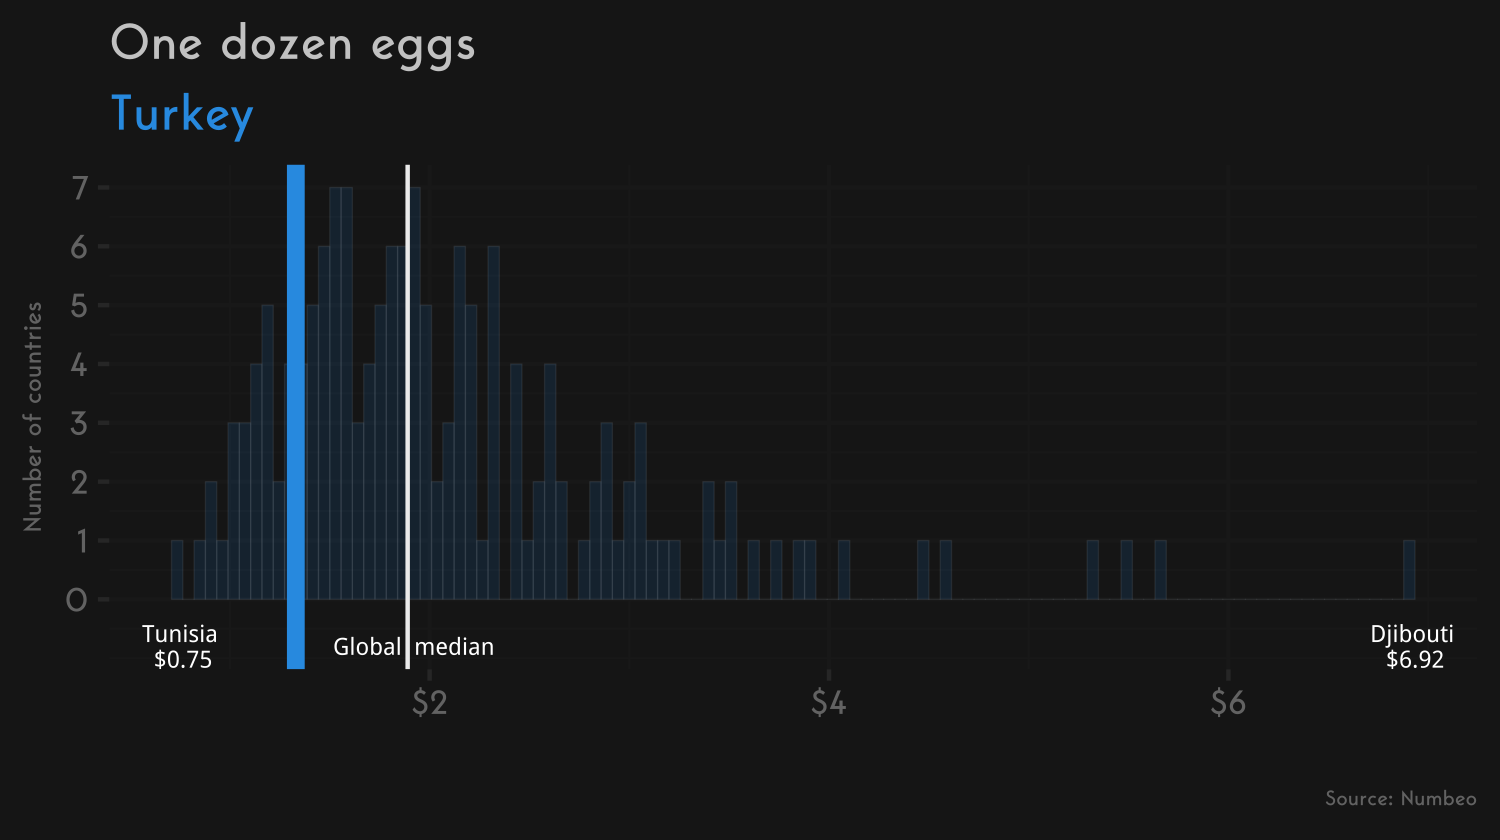 One dozen eggs
Turkey
Number of countries
7
6
5
4
3
2
1
0
Tunisia
$0.75
Global median
Djibouti
$6.92
$2
$4
$6
Source: Numbeo